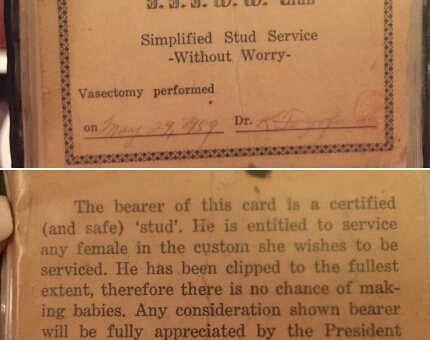 Club
Simplified Stud Service
-Without Worry-
Vasectomy performed
on May 29, 1959 Dr.
The bearer of this card is a certified
(and safe) 'stud'. He is entitled to service
any female in the custom she wishes to be
serviced. He has been clipped to the fullest
extent, therefore there is no chance of mak-
ing babies. Any consideration shown bearer
will be fully appreciated by the President